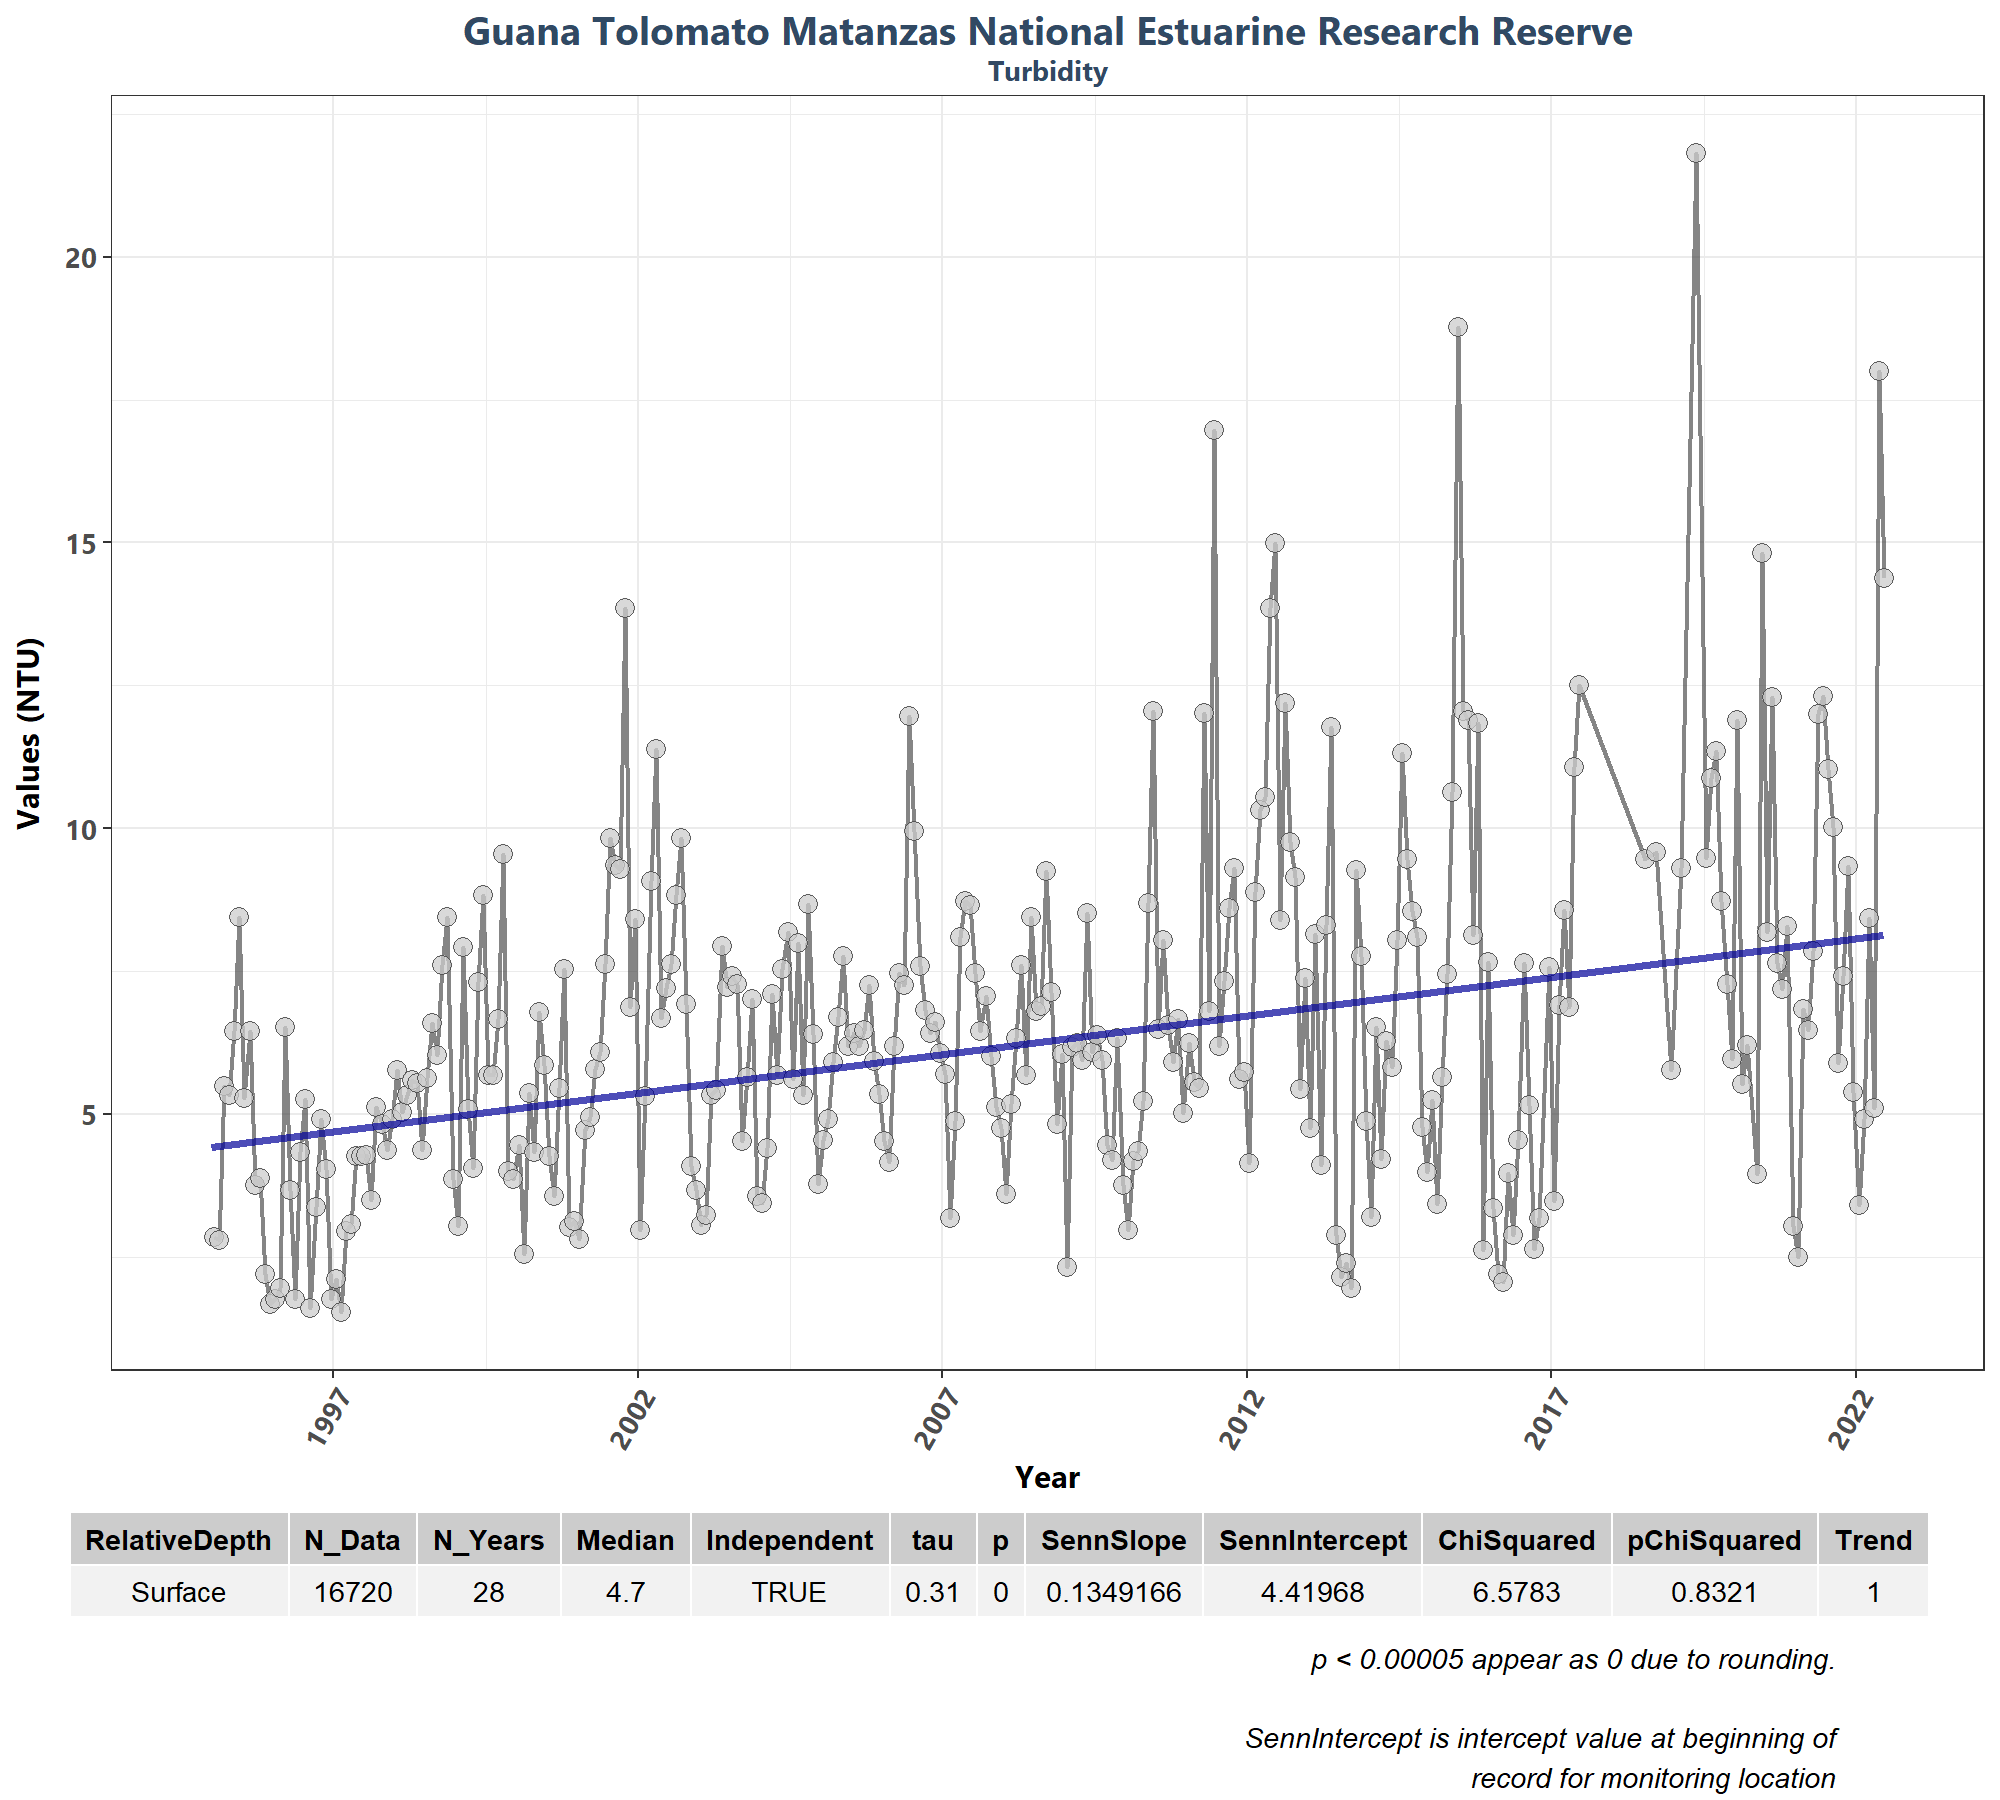 Guana Tolomato Matanzas National Estuarine Research Reserve
Turbidity
20
15
10
5
Values (NTU)
1997 2002 2007 2012 2017 2022
Year
RelativeDepth N_Data N_Years Median Independent tau p SennSlope SennIntercept ChiSquared pChiSquared Trend
Surface 16720 28 4.7 TRUE 0.31 0 0.1349166 4.41968 6.5783 0.8321 1
p < 0.00005 appear as 0 due to rounding.
SennIntercept is intercept value at beginning of
record for monitoring location